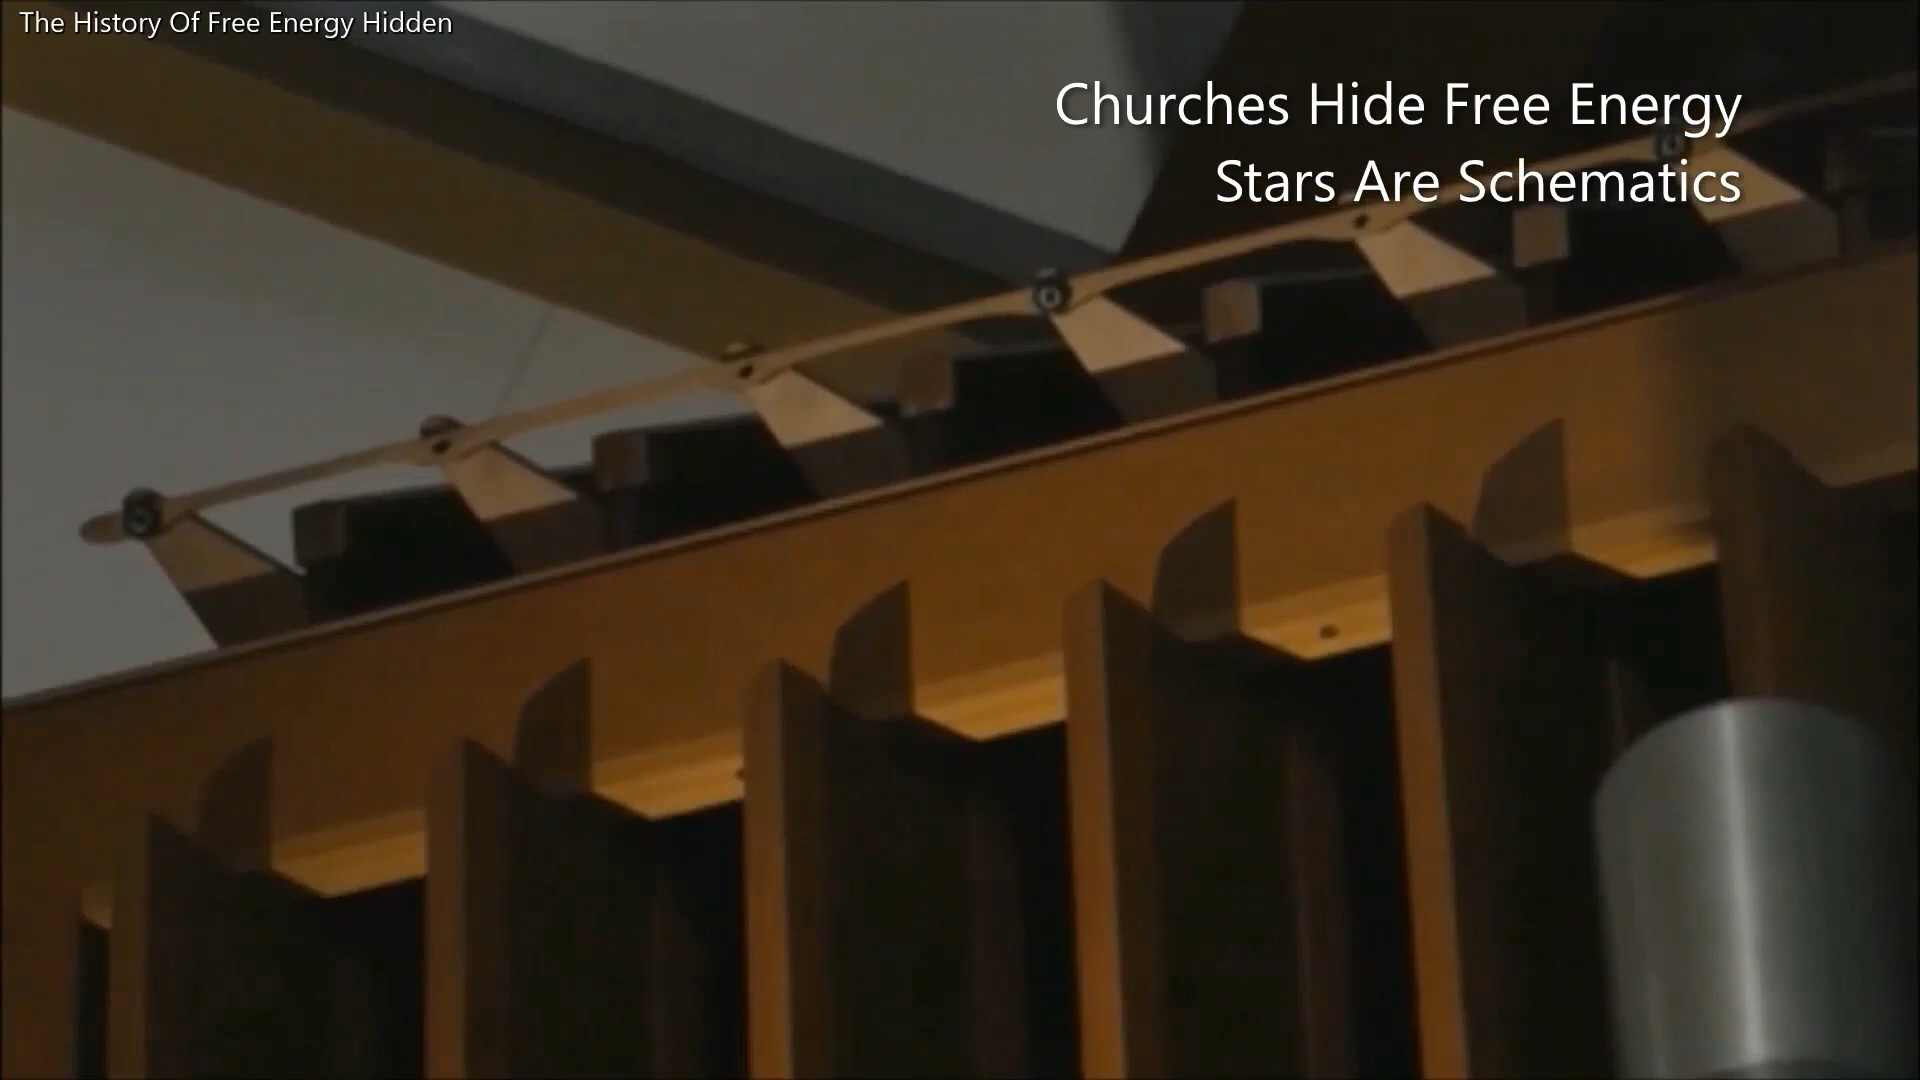 The History Of Free Energy Hidden
Churches Hide Free Energy
Stars Are Schematics